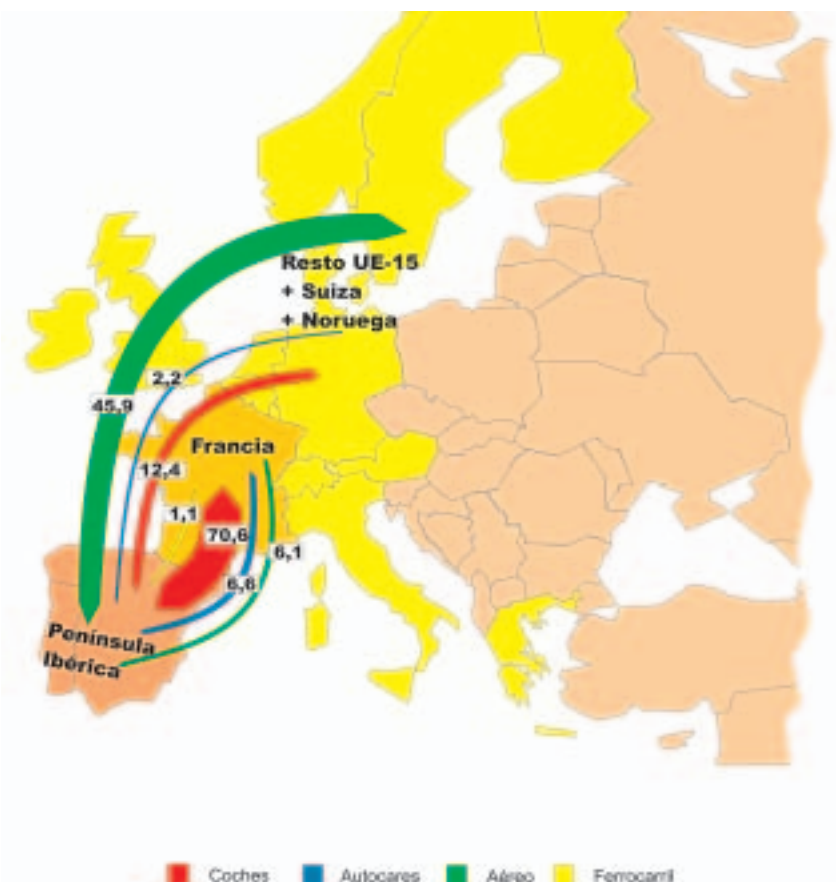 Resto UE-15
+ Suiza
+ Noruega
2,2
45,9
Francia
12,4
1,1
70,6
6,1
6,6
Península
Ibérica
Coches Autocares Aéreo Ferrocarril